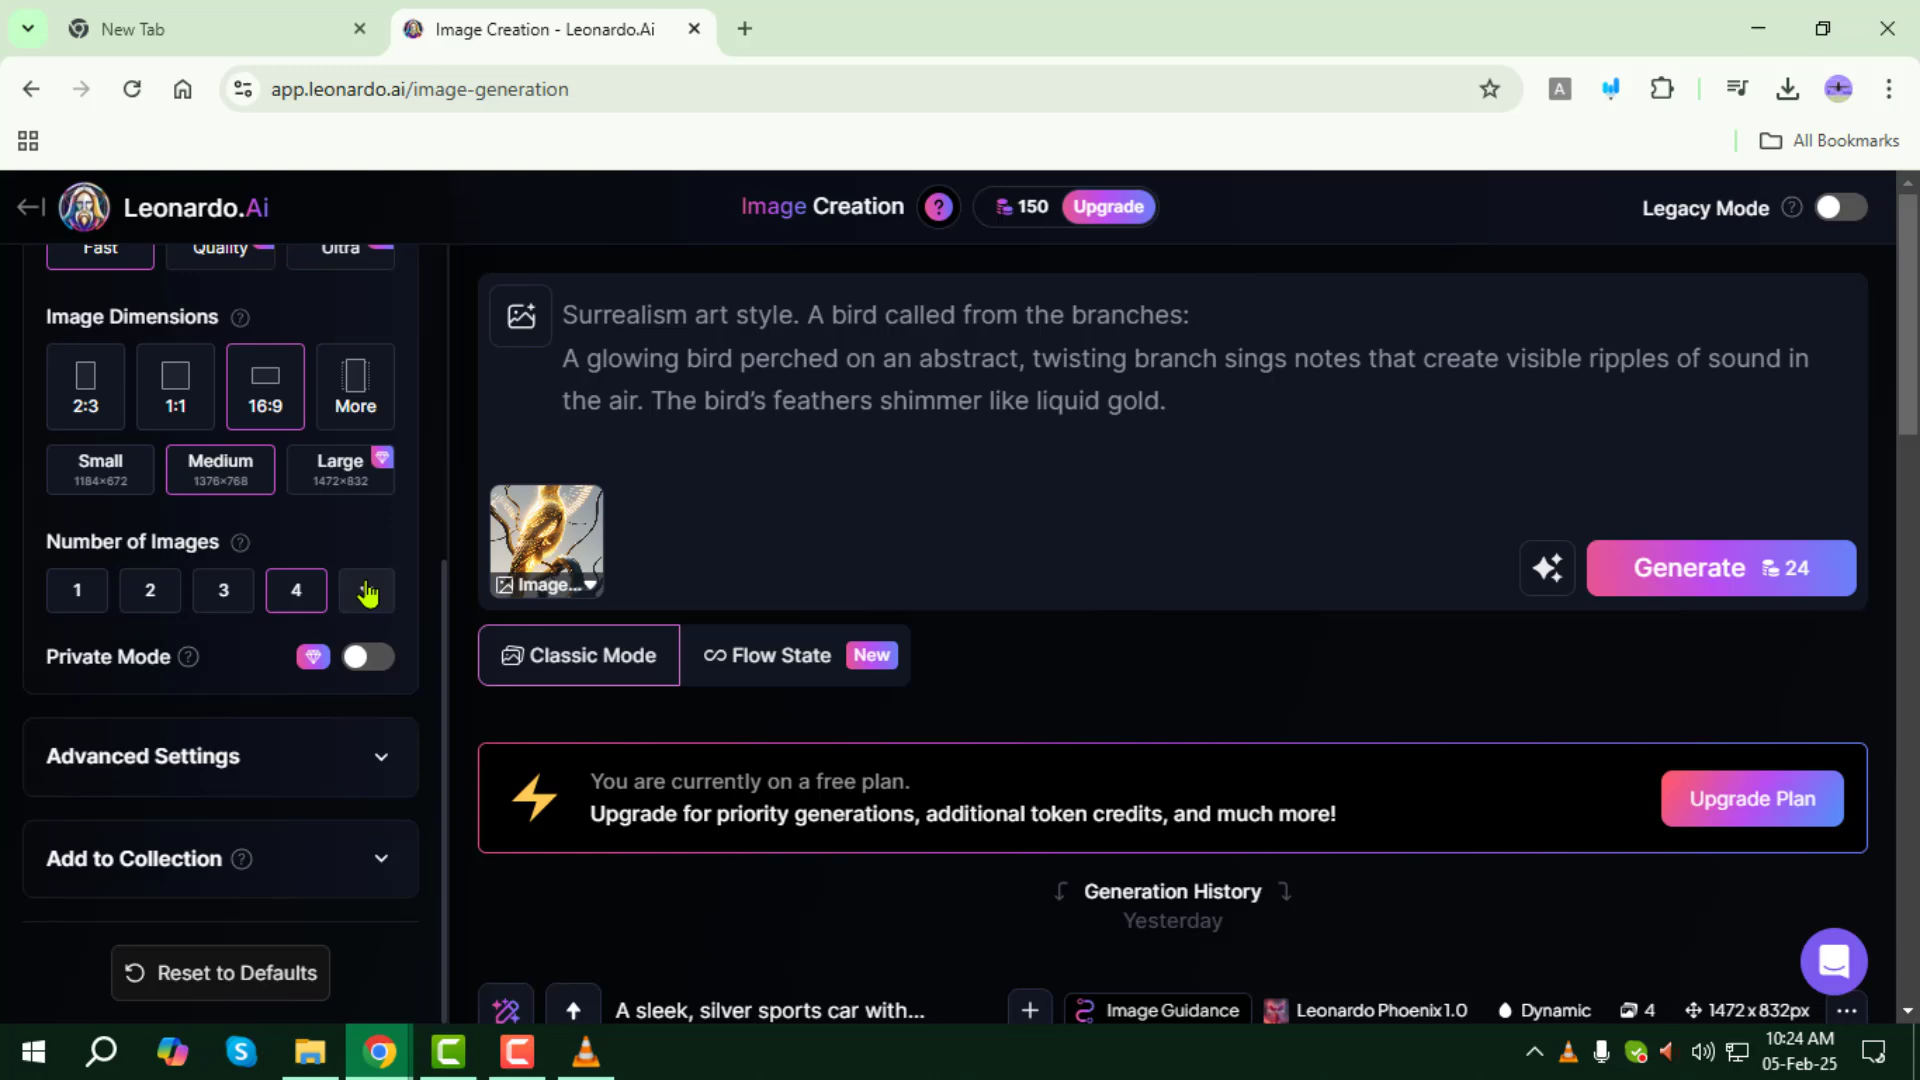 New Tab
Image Creation - Leonardo.Ai
app.leonardo.ai/image-generation
A
All Bookmarks
Leonardo.Ai
Image Creation
?
150
Upgrade
Legacy Mode
Fast
Quality
Ultra
Image Dimensions
2:3
1:1
16:9
More
Small
1184×672
Medium
1376×768
Large
1472×832
Number of Images
1
2
3
4
Private Mode
Advanced Settings
Add to Collection
Reset to Defaults
Surrealism art style. A bird called from the branches:
A glowing bird perched on an abstract, twisting branch sings notes that create visible ripples of sound in
the air. The bird's feathers shimmer like liquid gold.
Image...
Generate 24
Classic Mode
Flow State
New
You are currently on a free plan.
Upgrade for priority generations, additional token credits, and much more!
Upgrade Plan
Generation History
Yesterday
A sleek, silver sports car with...
Image Guidance
Leonardo Phoenix 1.0
Dynamic
4
1472 x 832px
10:24 AM
05-Feb-25